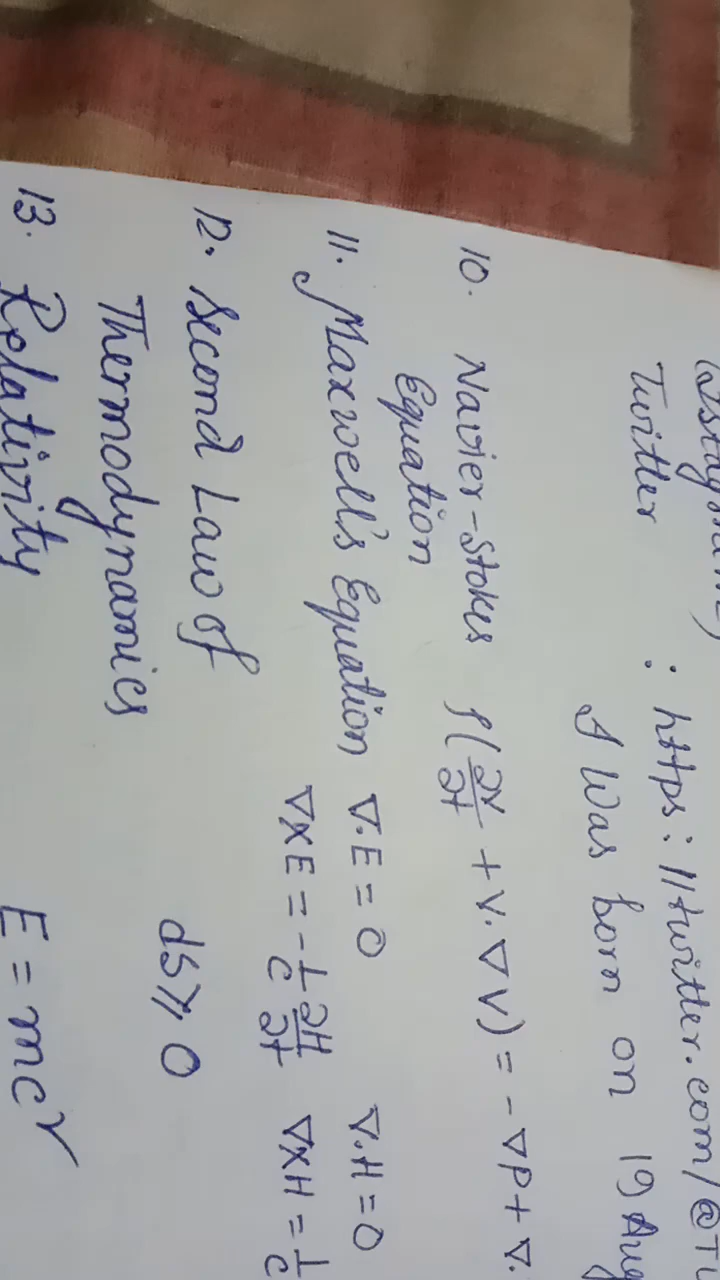 Twitter : https://twitter.com/@
I Was born on 19 Aug
10. Navier-Stokes ρ(∂V/∂t + V.∇V) = -∇P + ∇.
Equation
11. Maxwell's Equation ∇.E = 0 ∇.H = 0
∇XE = -1/C ∂H/∂t ∇XH = 1/C
12. Second Law of
Thermodynamics dS ≥ 0
13. Relativity E = mc²